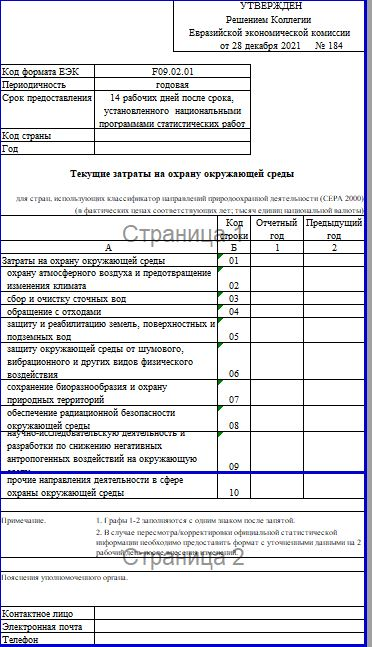 УТВЕРЖДЕН
Решением Коллегии
Евразийской экономической комиссии
от 28 декабря 2021 № 184
Код формата ЕЭК F09.02.01
Периодичность годовая
Срок предоставления 14 рабочих дней после срока,
установленного национальными
программами статистических работ
Код страны
Год
Текущие затраты на охрану окружающей среды
для стран, использующих классификатор направлений природоохранной деятельности (CEPA 2000)
(в фактических ценах соответствующих лет; тысяч единиц национальной валюты)
Страница 1
Код Отчетный Предыдущий
строки год год
А Б 1 2
Затраты на охрану окружающей среды 01
охрану атмосферного воздуха и предотвращение
изменения климата 02
сбор и очистку сточных вод 03
обращение с отходами 04
защиту и реабилитацию земель, поверхностных и
подземных вод 05
защиту окружающей среды от шумового,
вибрационного и других видов физического
воздействия 06
сохранение биоразнообразия и охрану
природных территорий 07
обеспечение радиационной безопасности
окружающей среды 08
научно-исследовательскую деятельность и
разработки по снижению негативных
антропогенных воздействий на окружающую
среду 09
прочие направления деятельности в сфере
охраны окружающей среды 10
Примечание. 1. Графы 1-2 заполняются с одним знаком после запятой.
2. В случае пересмотра/корректировки официальной статистической
информации необходимо предоставить формат с уточненными данными на 2
рабочий день после внесения изменений.
Страница 2
Пояснения уполномоченного органа.
Контактное лицо
Электронная почта
Телефон